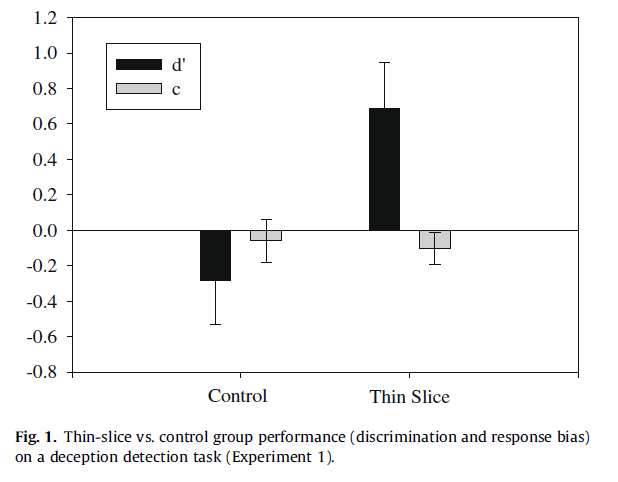 1.2
1.0
0.8
0.6
0.4
0.2
0.0
-0.2
-0.4
-0.6
-0.8
d'
c
Control Thin Slice
Fig. 1. Thin-slice vs. control group performance (discrimination and response bias)
on a deception detection task (Experiment 1).